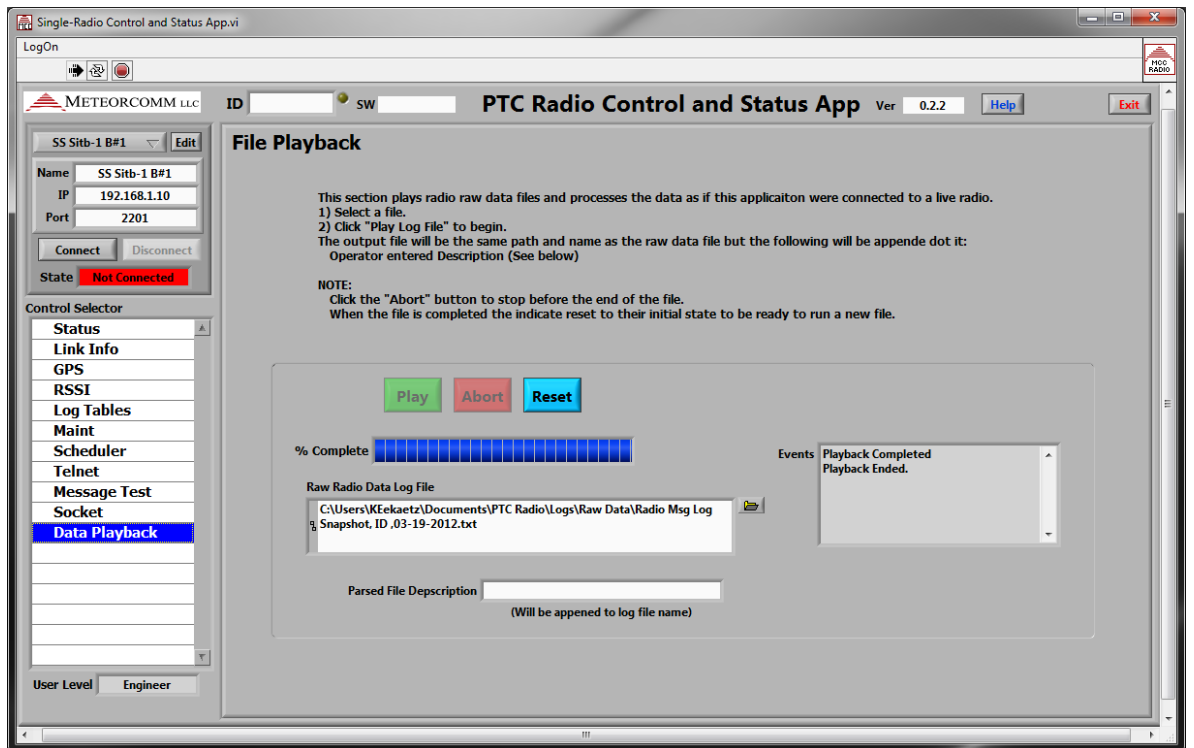 Single-Radio Control and Status App.vi
LogOn
MCC
RADIO
METEORCOMM LLC
ID
SW
PTC Radio Control and Status App Ver 0.2.2 Help Exit
SS Sitb-1 B#1 Edit
Name SS Sitb-1 B#1
IP 192.168.1.10
Port 2201
Connect Disconnect
State Not Connected
Control Selector
Status
Link Info
GPS
RSSI
Log Tables
Maint
Scheduler
Telnet
Message Test
Socket
Data Playback
User Level Engineer
File Playback
This section plays radio raw data files and processes the data as if this applicaiton were connected to a live radio.
1) Select a file.
2) Click "Play Log File" to begin.
The output file will be the same path and name as the raw data file but the following will be appende dot it:
Operator entered Description (See below)
NOTE:
Click the "Abort" button to stop before the end of the file.
When the file is completed the indicate reset to their initial state to be ready to run a new file.
Play Abort Reset
% Complete
Events Playback Completed
Playback Ended.
Raw Radio Data Log File
C:\Users\KEekaetz\Documents\PTC Radio\Logs\Raw Data\Radio Msg Log
Snapshot, ID ,03-19-2012.txt
Parsed File Depscription
(Will be appened to log file name)